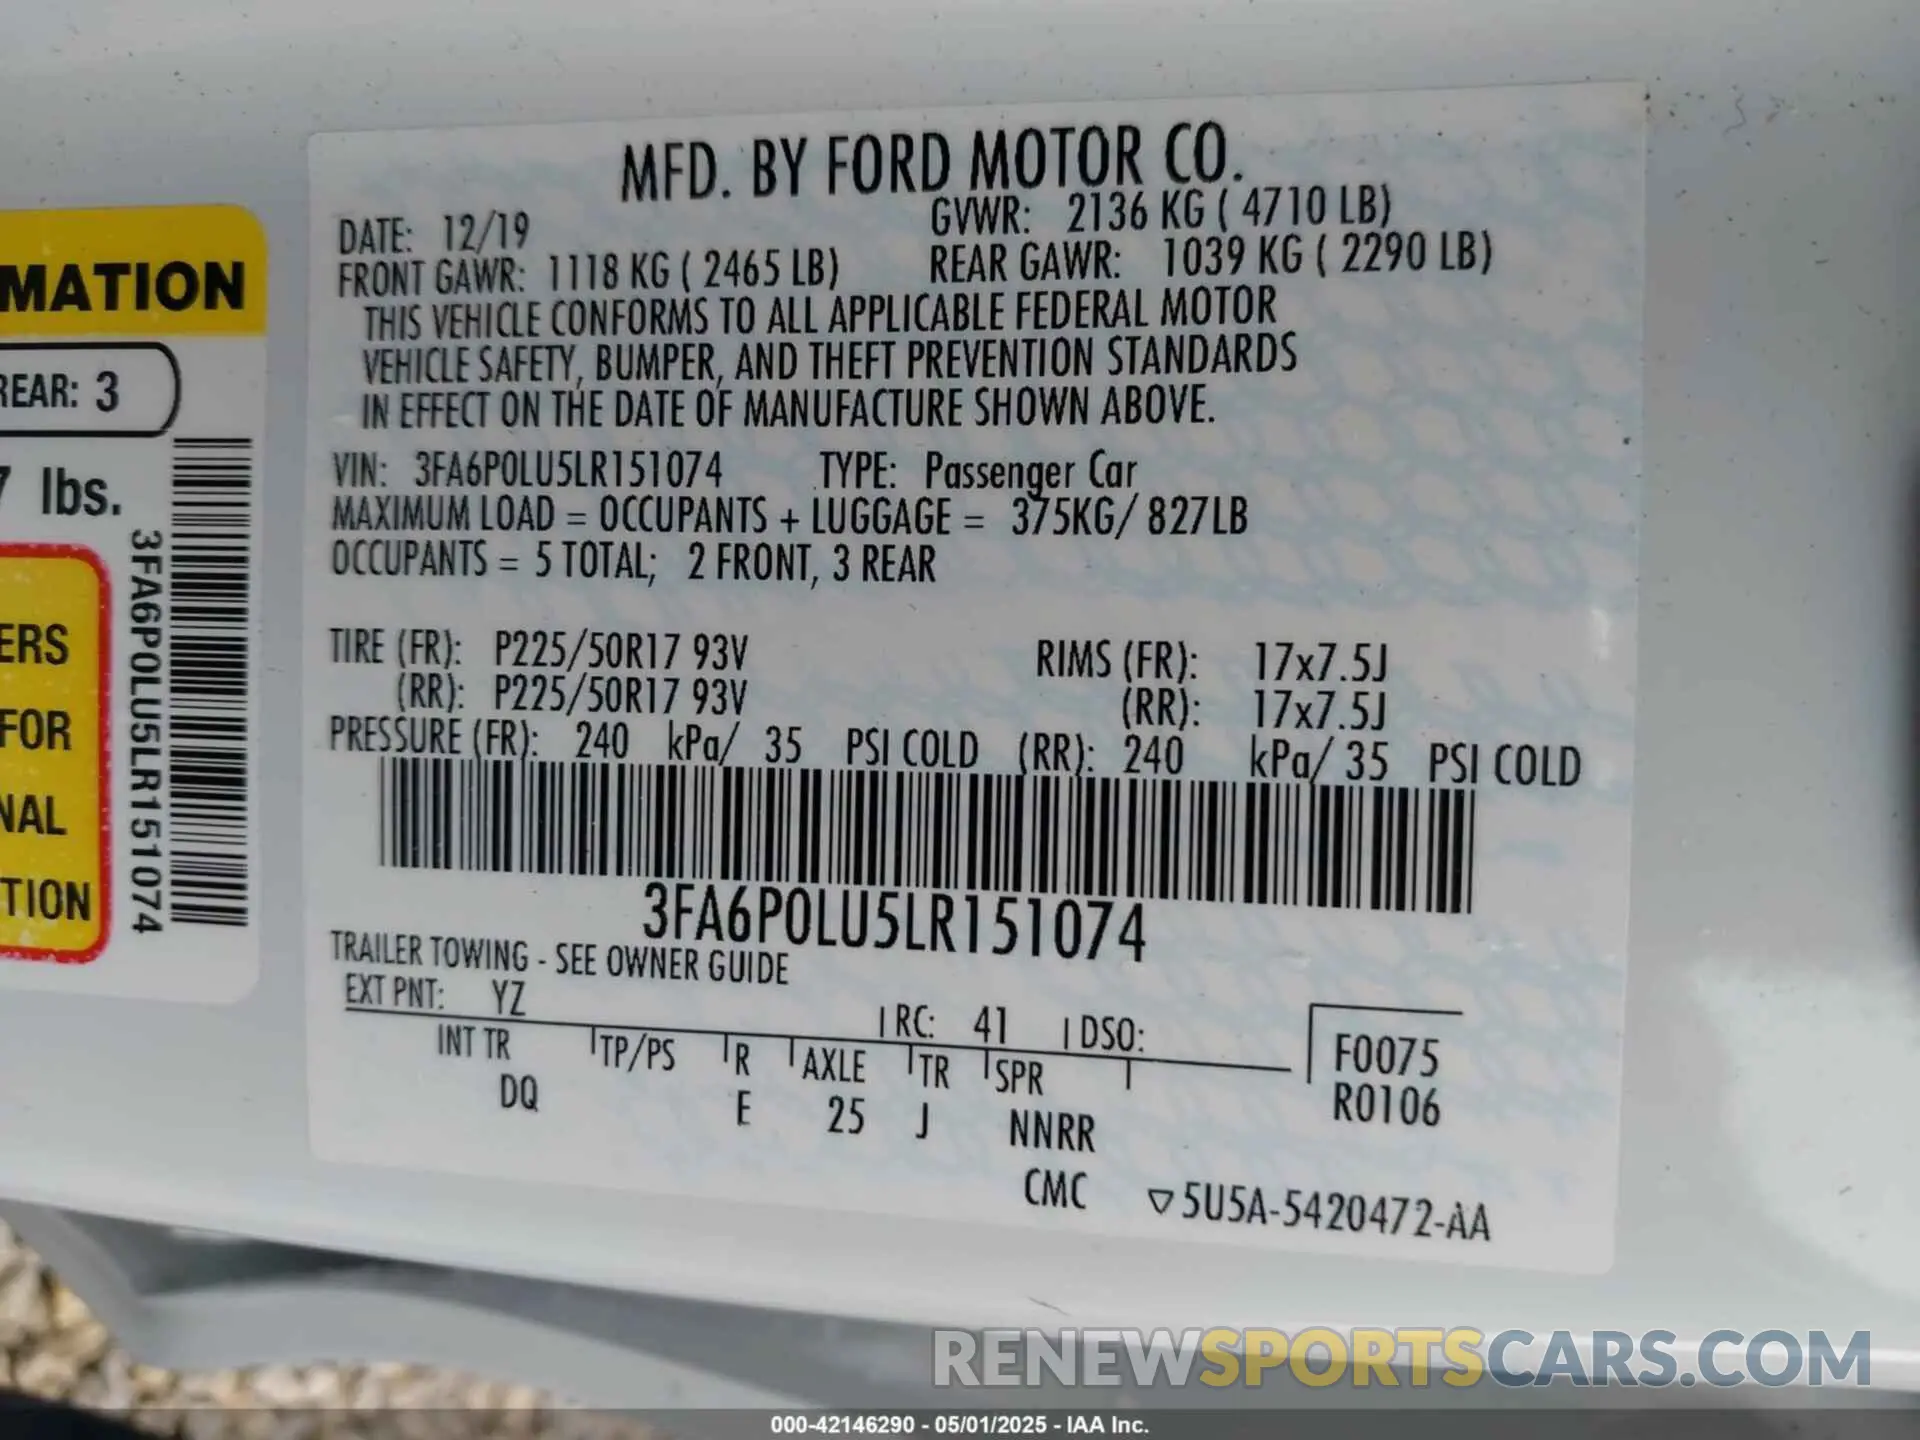 MATION
REAR: 3
7 lbs.
ERS
FOR
NAL
TION
3FA6P0LU5LR151074
MFD. BY FORD MOTOR CO.
DATE: 12/19 GVWR: 2136 KG ( 4710 LB)
FRONT GAWR: 1118 KG ( 2465 LB) REAR GAWR: 1039 KG ( 2290 LB)
THIS VEHICLE CONFORMS TO ALL APPLICABLE FEDERAL MOTOR
VEHICLE SAFETY, BUMPER, AND THEFT PREVENTION STANDARDS
IN EFFECT ON THE DATE OF MANUFACTURE SHOWN ABOVE.
VIN: 3FA6P0LU5LR151074 TYPE: Passenger Car
MAXIMUM LOAD = OCCUPANTS + LUGGAGE = 375KG/ 827LB
OCCUPANTS = 5 TOTAL; 2 FRONT, 3 REAR
TIRE (FR): P225/50R17 93V RIMS (FR): 17x7.5J
(RR): P225/50R17 93V (RR): 17x7.5J
PRESSURE (FR): 240 kPa/ 35 PSI COLD (RR): 240 kPa/ 35 PSI COLD
3FA6P0LU5LR151074
TRAILER TOWING - SEE OWNER GUIDE
EXT PNT: YZ RC: 41 DSO:
INT TR TP/PS R AXLE TR SPR F0075
DQ E 25 J NNRR R0106
CMC ▽5U5A-5420472-AA
RENEWSPORTSCARS.COM
000-42146290 - 05/01/2025 - IAA Inc.